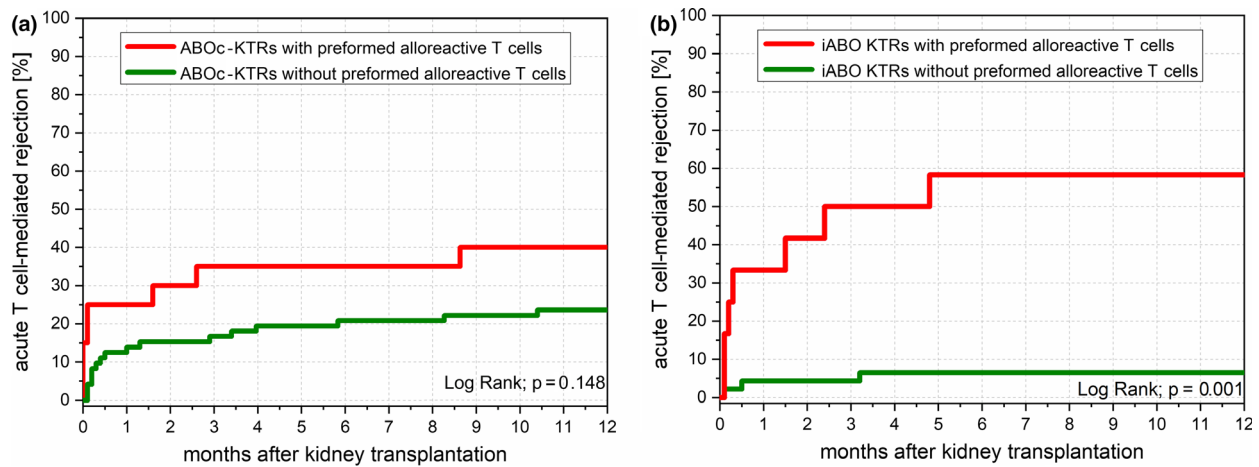 (a)
acute T cell-mediated rejection [%]
100
90
80
70
60
50
40
30
20
10
0
ABOc-KTRs with preformed alloreactive T cells
ABOc-KTRs without preformed alloreactive T cells
Log Rank; p = 0.148
0 1 2 3 4 5 6 7 8 9 10 11 12
months after kidney transplantation
(b)
acute T cell-mediated rejection [%]
100
90
80
70
60
50
40
30
20
10
0
iABO KTRs with preformed alloreactive T cells
iABO KTRs without preformed alloreactive T cells
Log Rank; p = 0.001
0 1 2 3 4 5 6 7 8 9 10 11 12
months after kidney transplantation